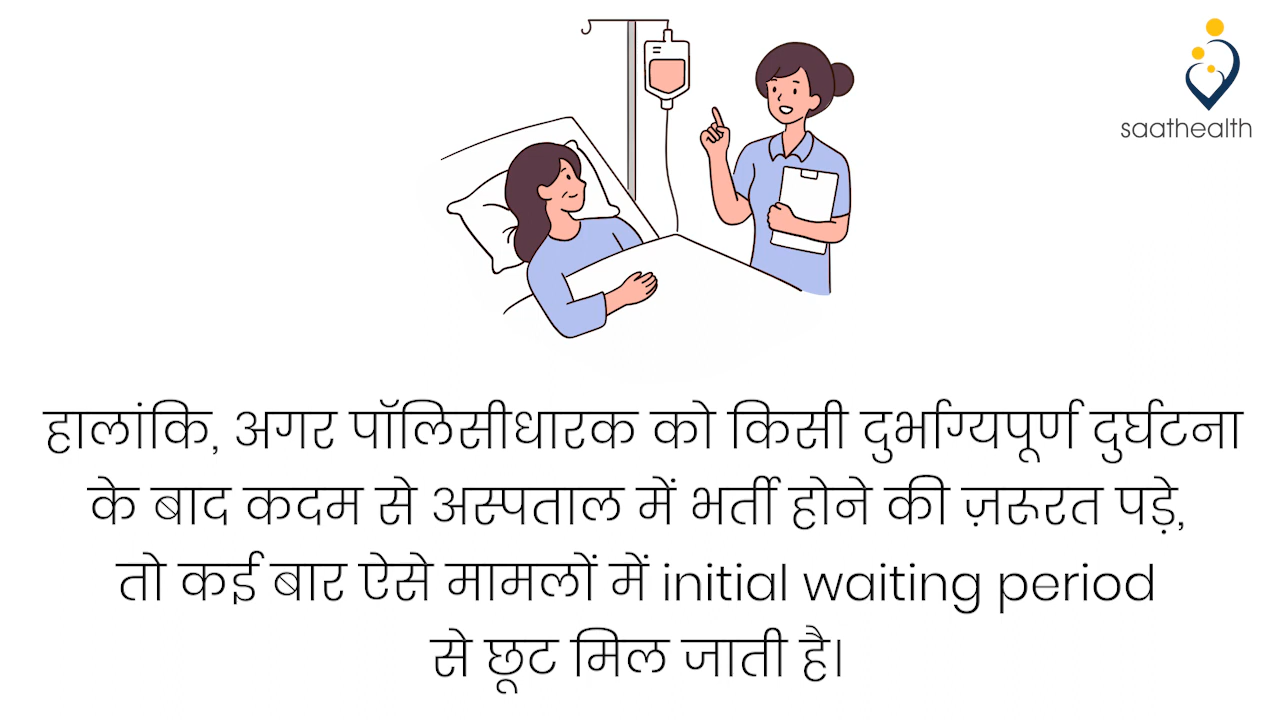 saathealth
हालांकि, अगर पॉलिसीधारक को किसी दुर्भाग्यपूर्ण दुर्घटना
के बाद कदम से अस्पताल में भर्ती होने की ज़रूरत पड़े,
तो कई बार ऐसे मामलों में initial waiting period
से छूट मिल जाती है।